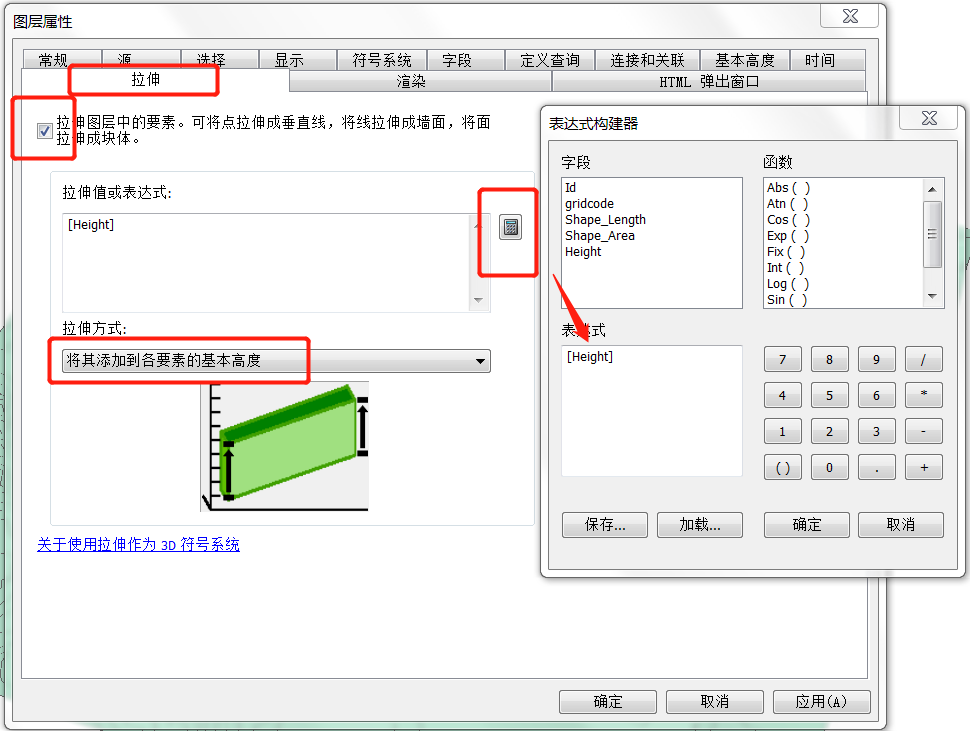 图层属性
常规
源
选择
显示
符号系统
字段
定义查询
连接和关联
基本高度
时间
拉伸
渲染
HTML 弹出窗口
拉伸图层中的要素。可将点拉伸成垂直线，将线拉伸成墙面，将面
拉伸成块体。
拉伸值或表达式:
[Height]
拉伸方式:
将其添加到各要素的基本高度
关于使用拉伸作为 3D 符号系统
确定
取消
应用(A)
表达式构建器
字段
Id
gridcode
Shape_Length
Shape_Area
Height
函数
Abs ( )
Atn ( )
Cos ( )
Exp ( )
Fix ( )
Int ( )
Log ( )
Sin ( )
表达式
[Height]
7 8 9 /
4 5 6 *
1 2 3 -
( ) 0 . +
保存...
加载...
确定
取消